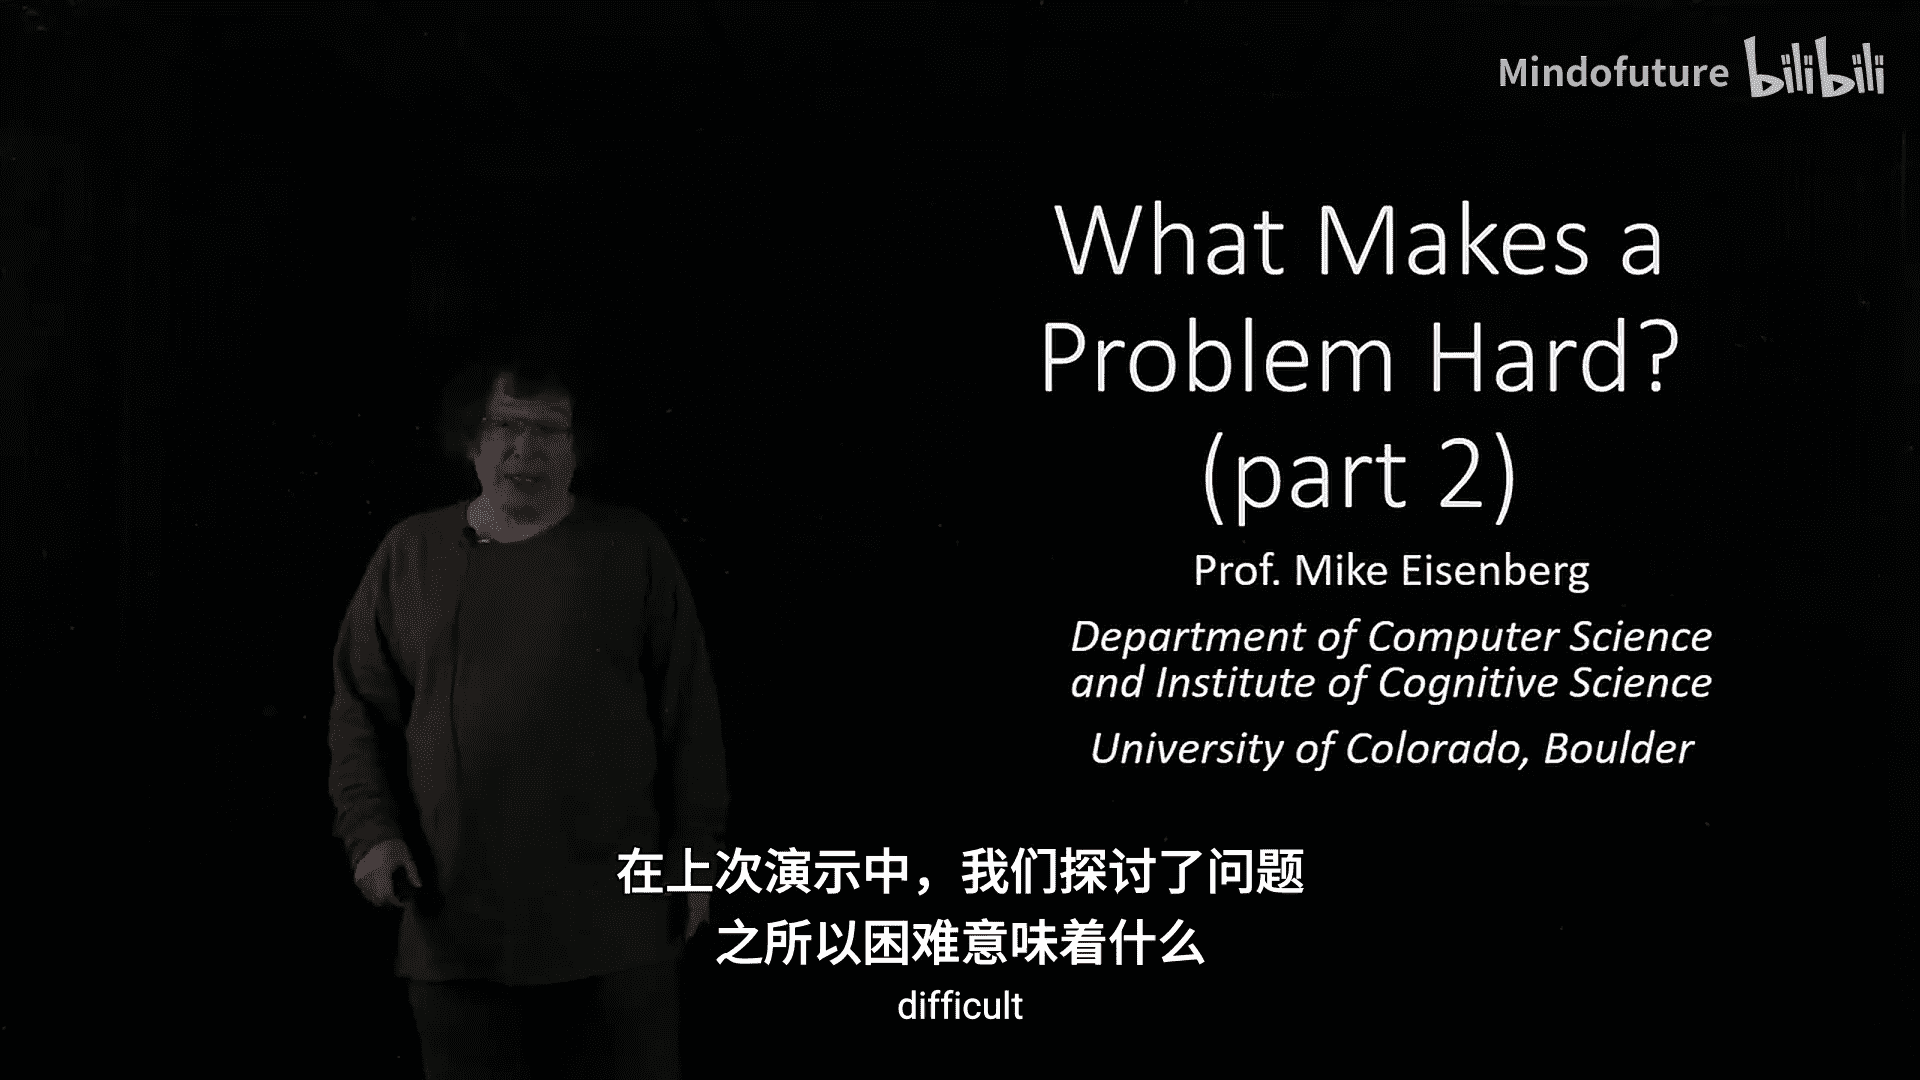 Mindofuture bilibili
What Makes a
Problem Hard?
(part 2)
Prof. Mike Eisenberg
Department of Computer Science
and Institute of Cognitive Science
University of Colorado, Boulder
在上次演示中，我们探讨了问题
之所以困难意味着什么
difficult